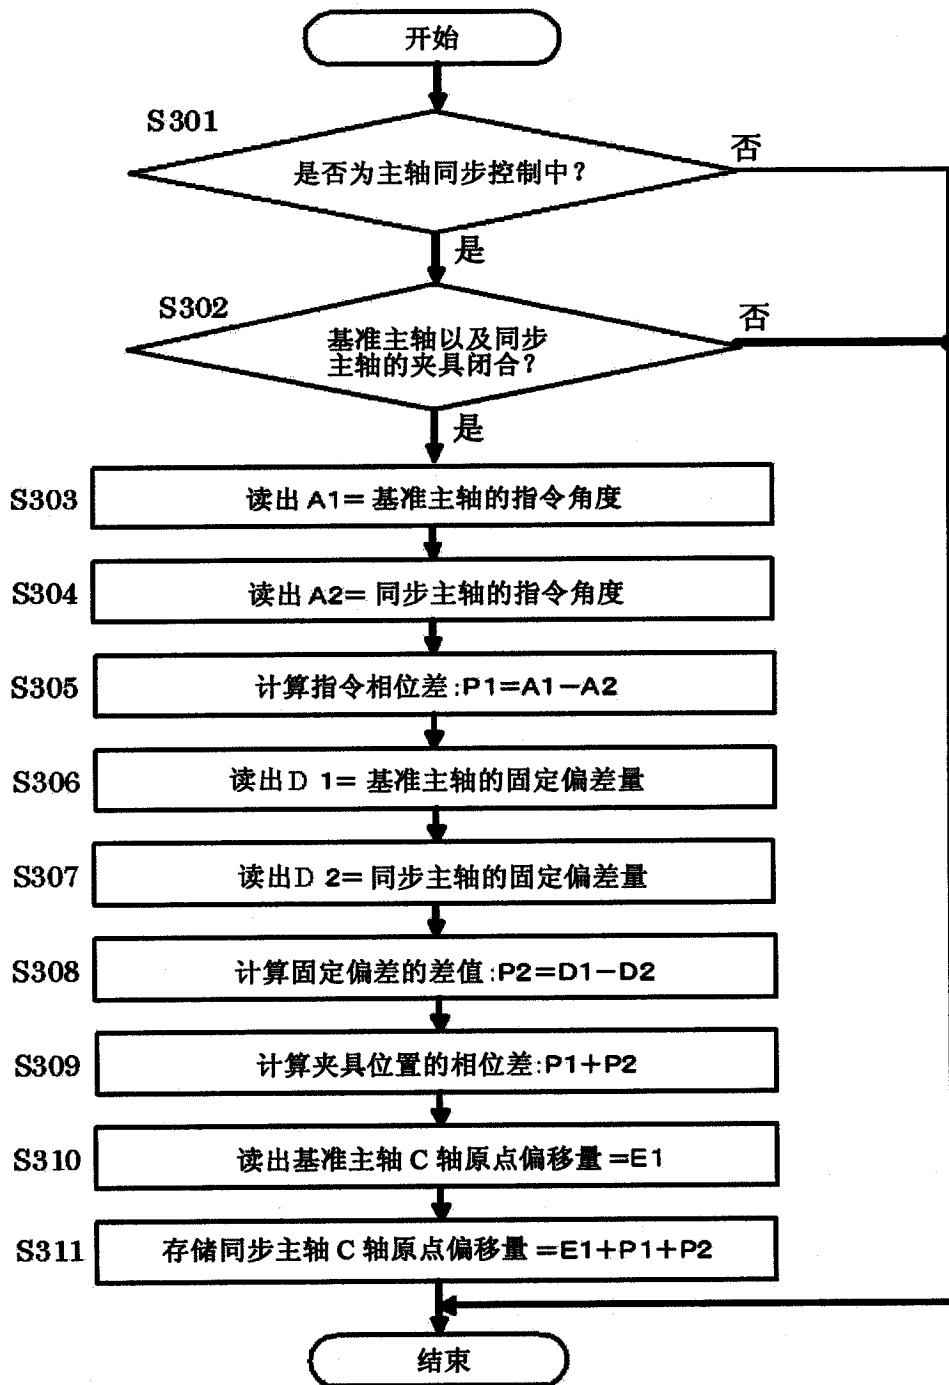 开始
S301
是否为主轴同步控制中?
否
是
S302
基准主轴以及同步
主轴的夹具闭合?
否
是
S303
读出 A1= 基准主轴的指令角度
S304
读出 A2= 同步主轴的指令角度
S305
计算指令相位差:P1=A1-A2
S306
读出D 1= 基准主轴的固定偏差量
S307
读出D 2= 同步主轴的固定偏差量
S308
计算固定偏差的差值:P2=D1-D2
S309
计算夹具位置的相位差:P1+P2
S310
读出基准主轴 C 轴原点偏移量 =E1
S311
存储同步主轴 C 轴原点偏移量 =E1+P1+P2
结束